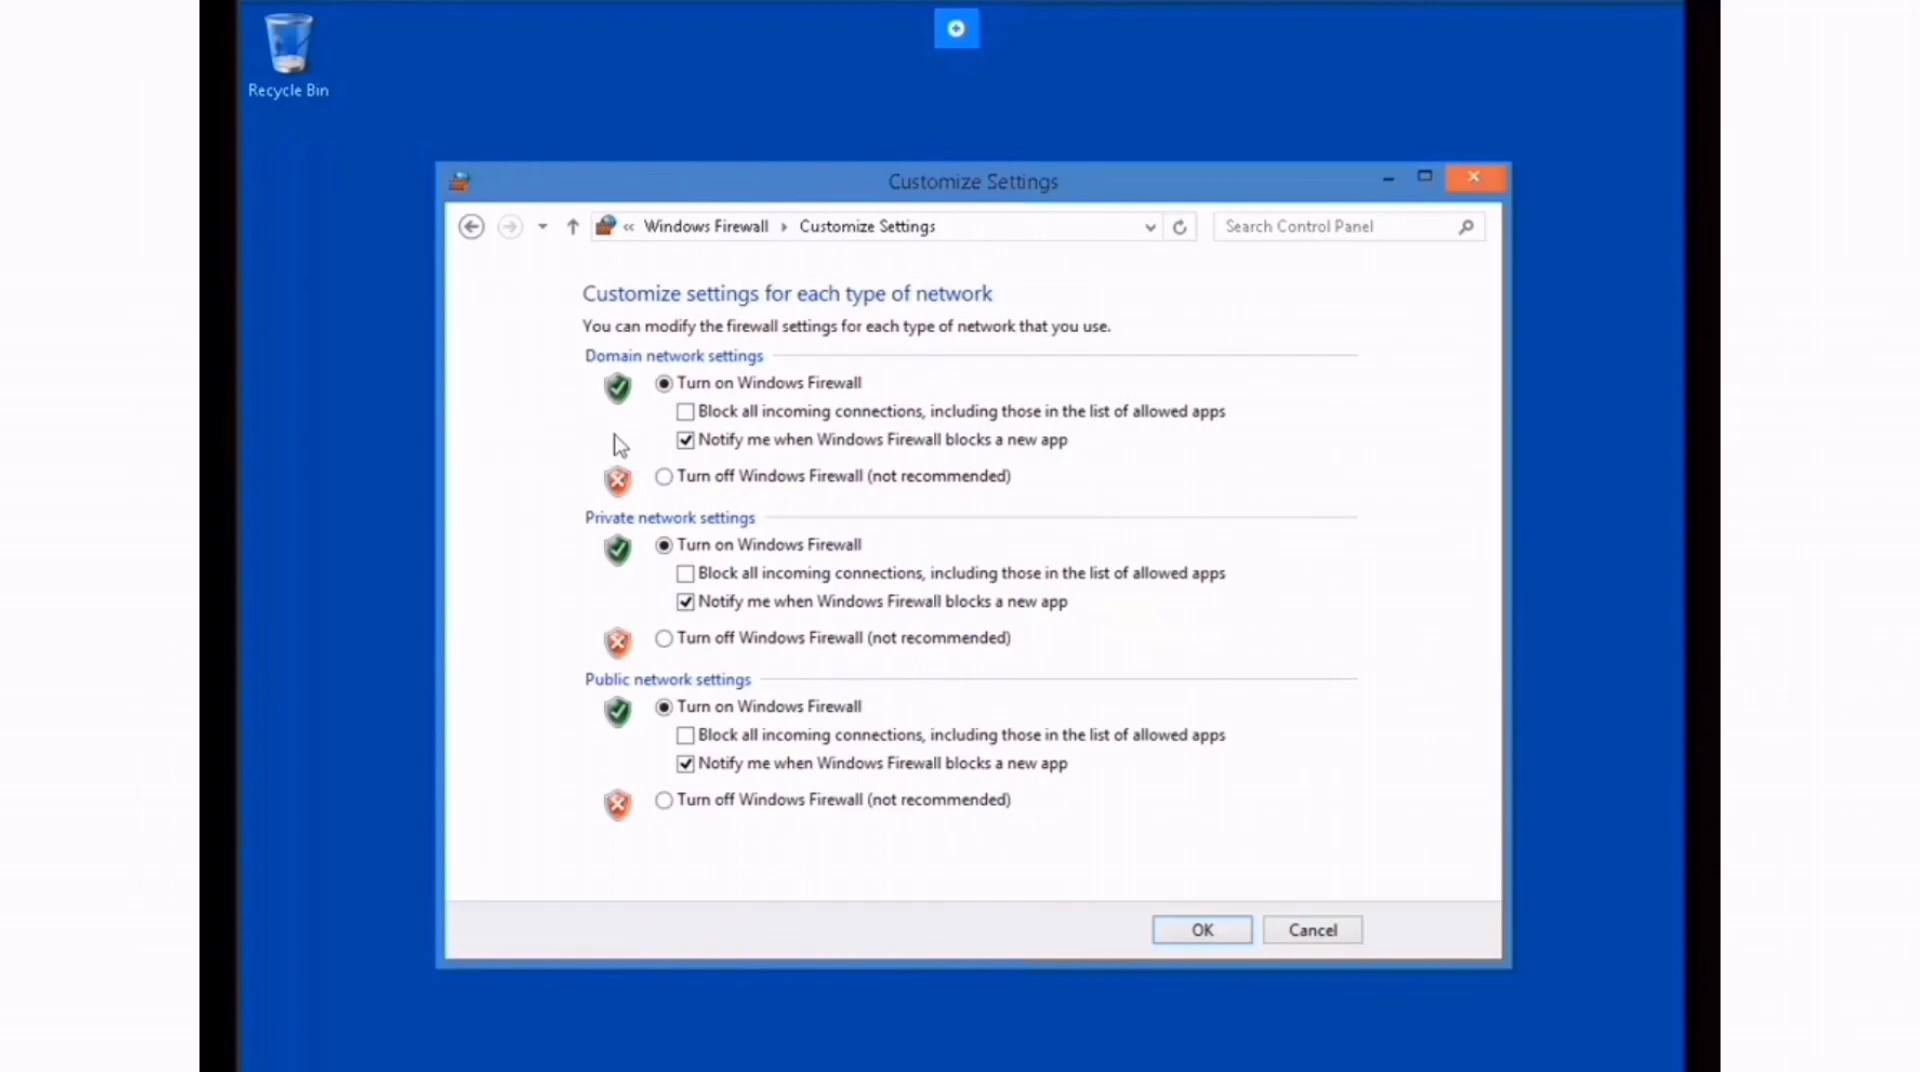 Recycle Bin
Customize Settings
« Windows Firewall Customize Settings
Search Control Panel
Customize settings for each type of network
You can modify the firewall settings for each type of network that you use.
Domain network settings
Turn on Windows Firewall
Block all incoming connections, including those in the list of allowed apps
Notify me when Windows Firewall blocks a new app
Turn off Windows Firewall (not recommended)
Private network settings
Turn on Windows Firewall
Block all incoming connections, including those in the list of allowed apps
Notify me when Windows Firewall blocks a new app
Turn off Windows Firewall (not recommended)
Public network settings
Turn on Windows Firewall
Block all incoming connections, including those in the list of allowed apps
Notify me when Windows Firewall blocks a new app
Turn off Windows Firewall (not recommended)
OK Cancel